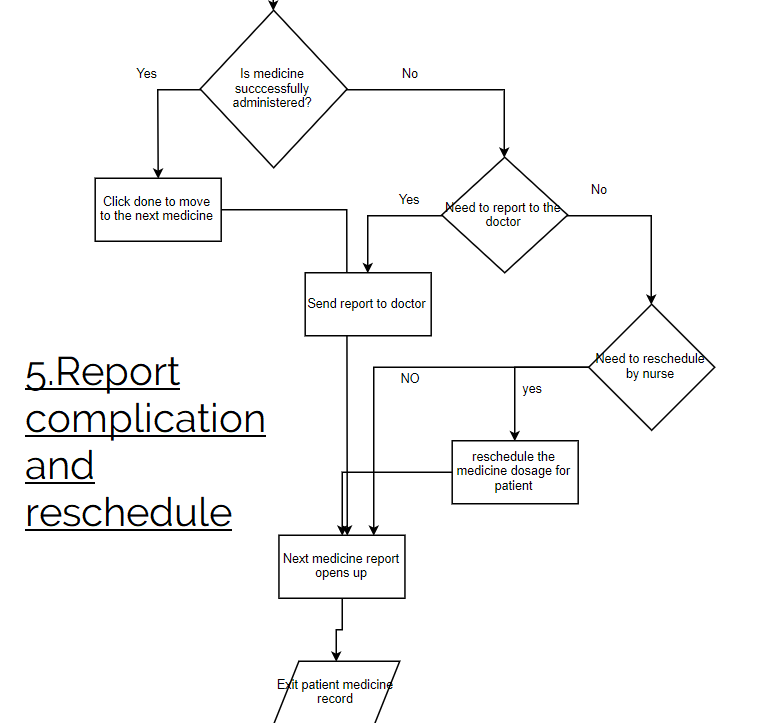 Yes
Is medicine
succcessfully
administered?
No
Click done to move
to the next medicine
Yes
Need to report to the
doctor
No
Send report to doctor
5.Report
complication
and
reschedule
NO
yes
Need to reschedule
by nurse
reschedule the
medicine dosage for
patient
Next medicine report
opens up
Exit patient medicine
record